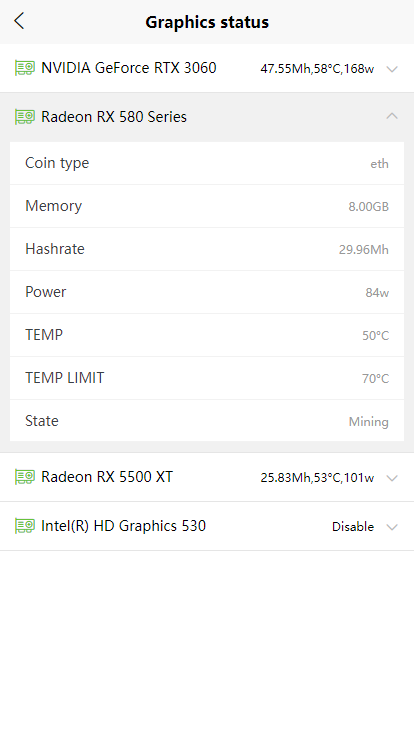 Graphics status
NVIDIA GeForce RTX 3060 47.55Mh,58°C,168w
Radeon RX 580 Series
Coin type eth
Memory 8.00GB
Hashrate 29.96Mh
Power 84w
TEMP 50°C
TEMP LIMIT 70°C
State Mining
Radeon RX 5500 XT 25.83Mh,53°C,101w
Intel(R) HD Graphics 530 Disable